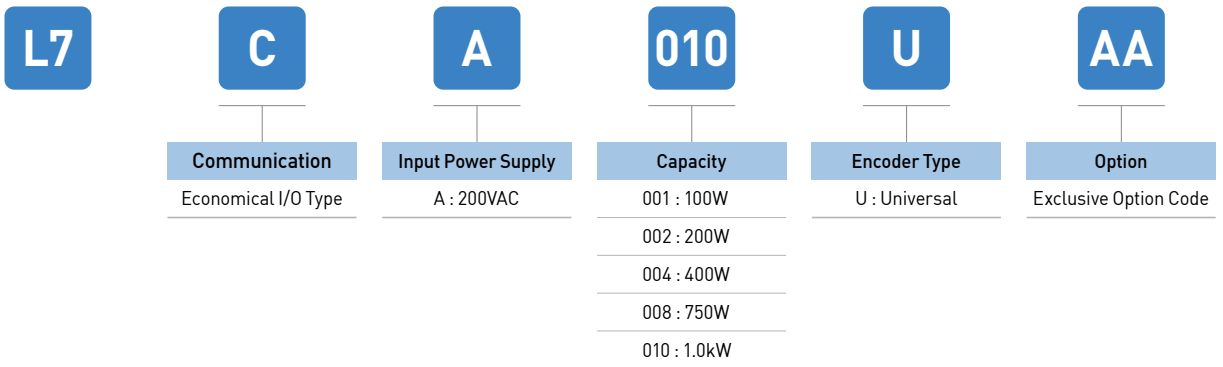 L7 C A 010 U AA
Communication Input Power Supply Capacity Encoder Type Option
Economical I/O Type A : 200VAC 001 : 100W U : Universal Exclusive Option Code
002 : 200W
004 : 400W
008 : 750W
010 : 1.0kW